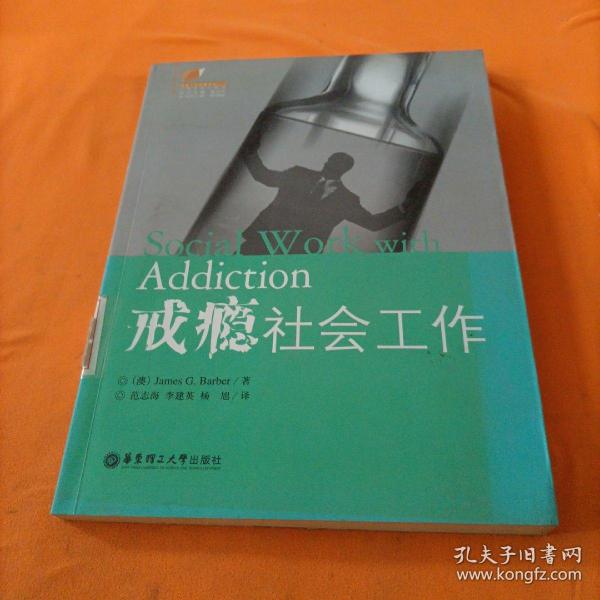 Social Work with
Addiction
戒瘾社会工作
◎ (澳) James G. Barber / 著
◎ 范志海 李建英 杨 旭 / 译
华东理工大学出版社
孔夫子旧书网
www.kongfz.com